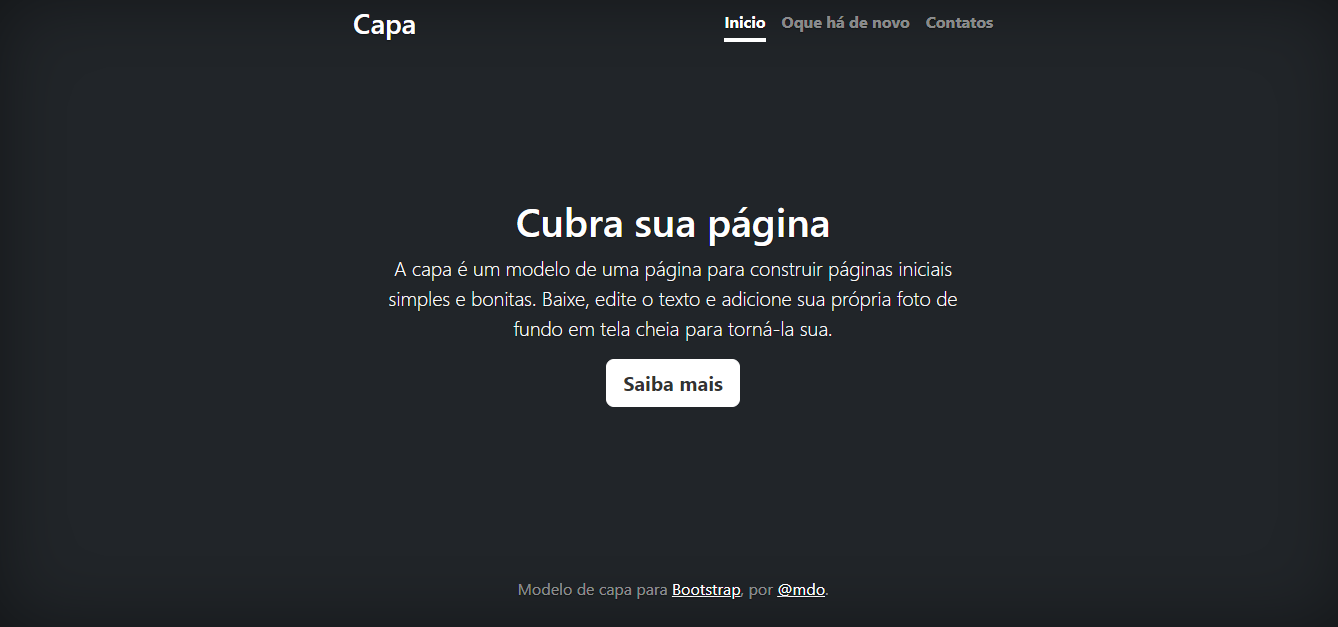 Capa
Inicio Oque há de novo Contatos
Cubra sua página
A capa é um modelo de uma página para construir páginas iniciais
simples e bonitas. Baixe, edite o texto e adicione sua própria foto de
fundo em tela cheia para torná-la sua.
Saiba mais
Modelo de capa para Bootstrap, por @mdo.